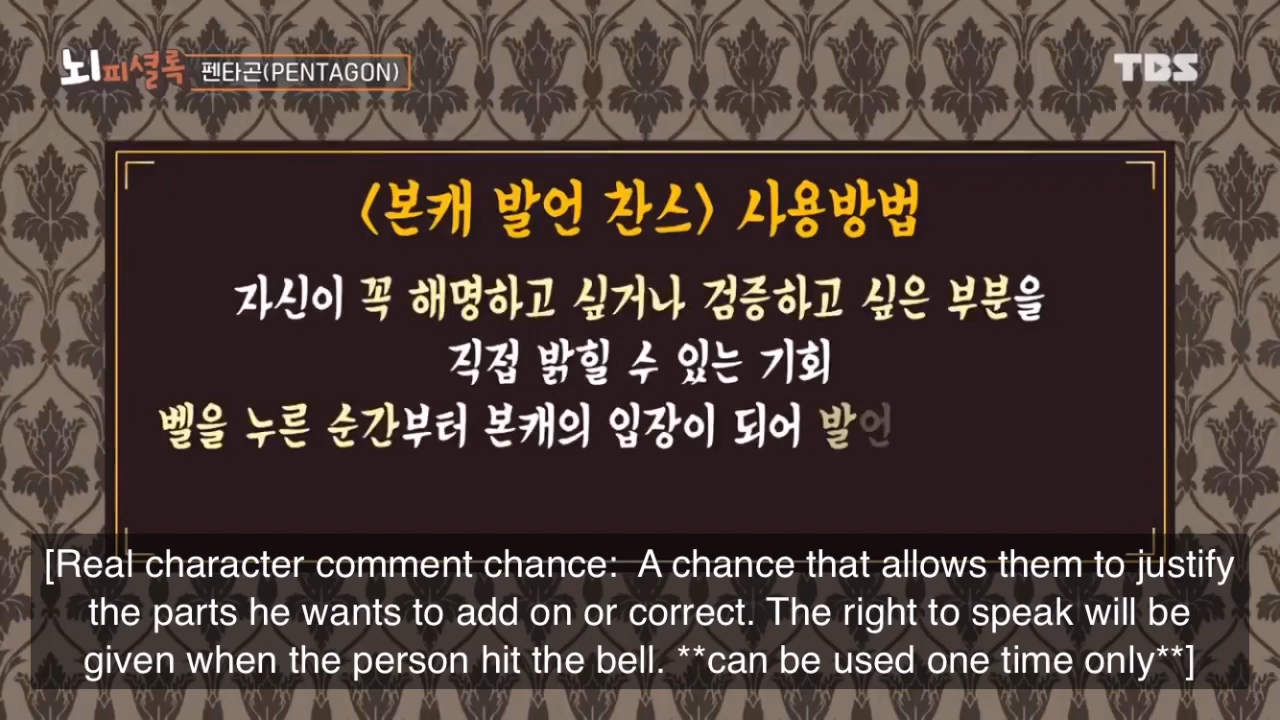 뇌피셜록 펜타곤(PENTAGON)
TBS
<본캐 발언 찬스> 사용방법
자신이 꼭 해명하고 싶거나 검증하고 싶은 부분을
직접 밝힐 수 있는 기회
벨을 누른 순간부터 본캐의 입장이 되어 발언
[Real character comment chance:  A chance that allows them to justify
the parts he wants to add on or correct. The right to speak will be
given when the person hit the bell. **can be used one time only**]